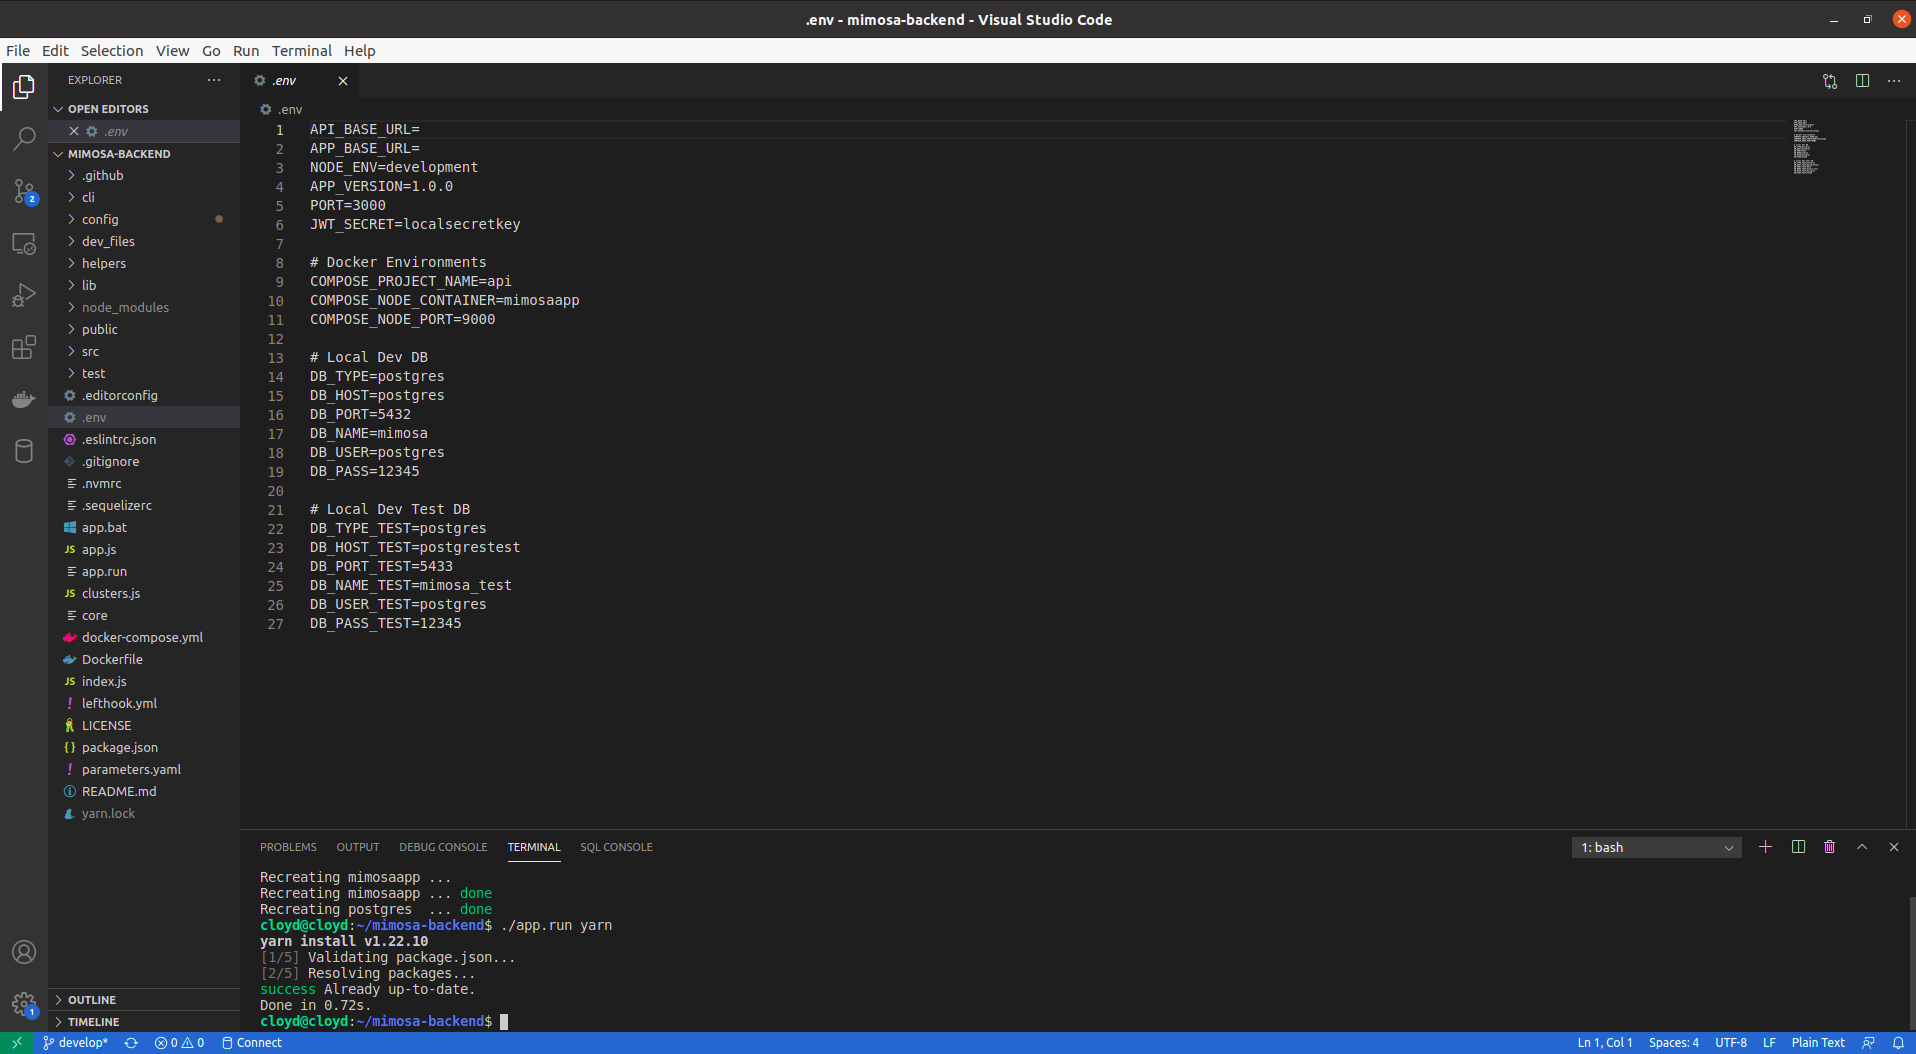 .env - mimosa-backend - Visual Studio Code
File Edit Selection View Go Run Terminal Help
EXPLORER
OPEN EDITORS
.env
MIMOSA-BACKEND
.github
cli
config
dev_files
helpers
lib
node_modules
public
src
test
.editorconfig
.env
.eslintrc.json
.gitignore
.nvmrc
.sequelizerc
app.bat
JS app.js
app.run
JS clusters.js
core
docker-compose.yml
Dockerfile
JS index.js
! lefthook.yml
LICENSE
{} package.json
! parameters.yaml
README.md
yarn.lock
OUTLINE
TIMELINE
2
1
.env
.env
1 API_BASE_URL=
2 APP_BASE_URL=
3 NODE_ENV=development
4 APP_VERSION=1.0.0
5 PORT=3000
6 JWT_SECRET=localsecretkey
7
8 # Docker Environments
9 COMPOSE_PROJECT_NAME=api
10 COMPOSE_NODE_CONTAINER=mimosaapp
11 COMPOSE_NODE_PORT=9000
12
13 # Local Dev DB
14 DB_TYPE=postgres
15 DB_HOST=postgres
16 DB_PORT=5432
17 DB_NAME=mimosa
18 DB_USER=postgres
19 DB_PASS=12345
20
21 # Local Dev Test DB
22 DB_TYPE_TEST=postgres
23 DB_HOST_TEST=postgrestest
24 DB_PORT_TEST=5433
25 DB_NAME_TEST=mimosa_test
26 DB_USER_TEST=postgres
27 DB_PASS_TEST=12345
PROBLEMS OUTPUT DEBUG CONSOLE TERMINAL SQL CONSOLE
1: bash
Recreating mimosaapp ...
Recreating mimosaapp ... done
Recreating postgres  ... done
cloyd@cloyd:~/mimosa-backend$ ./app.run yarn
yarn install v1.22.10
[1/5] Validating package.json...
[2/5] Resolving packages...
success Already up-to-date.
Done in 0.72s.
cloyd@cloyd:~/mimosa-backend$
develop* 0 0 Connect Ln 1, Col 1 Spaces: 4 UTF-8 LF Plain Text